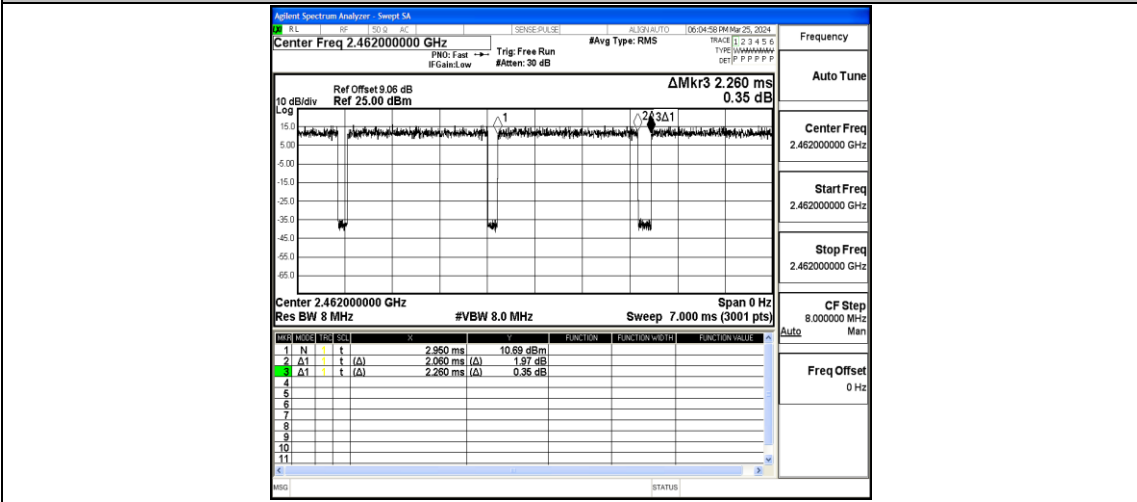 Agilent Spectrum Analyzer - Swept SA
RL RF 50 Ω AC SENSE:PULSE ALIGN AUTO 06:04:58 PM Mar 25, 2024
Center Freq 2.462000000 GHz #Avg Type: RMS TRACE 1 2 3 4 5 6
PNO: Fast Trig: Free Run TYPE WWWWWW
IFGain:Low #Atten: 30 dB DET P P P P P P
Frequency
Auto Tune
Center Freq
2.462000000 GHz
Start Freq
2.462000000 GHz
Stop Freq
2.462000000 GHz
CF Step
8.000000 MHz
Auto Man
Freq Offset
0 Hz
ΔMkr3 2.260 ms
0.35 dB
Ref Offset 9.06 dB
10 dB/div Ref 25.00 dBm
Log
1 2Δ 3Δ1
15.0
5.00
-5.00
-15.0
-25.0
-35.0
-45.0
-55.0
-65.0
Center 2.462000000 GHz Span 0 Hz
Res BW 8 MHz #VBW 8.0 MHz Sweep 7.000 ms (3001 pts)
MKR MODE TRC SCL X Y FUNCTION FUNCTION WIDTH FUNCTION VALUE
1 N 1 t 2.950 ms 10.69 dBm
2 Δ1 1 t (Δ) 2.060 ms (Δ) 1.97 dB
3 Δ1 1 t (Δ) 2.260 ms (Δ) 0.35 dB
4
5
6
7
8
9
10
11
MSG STATUS